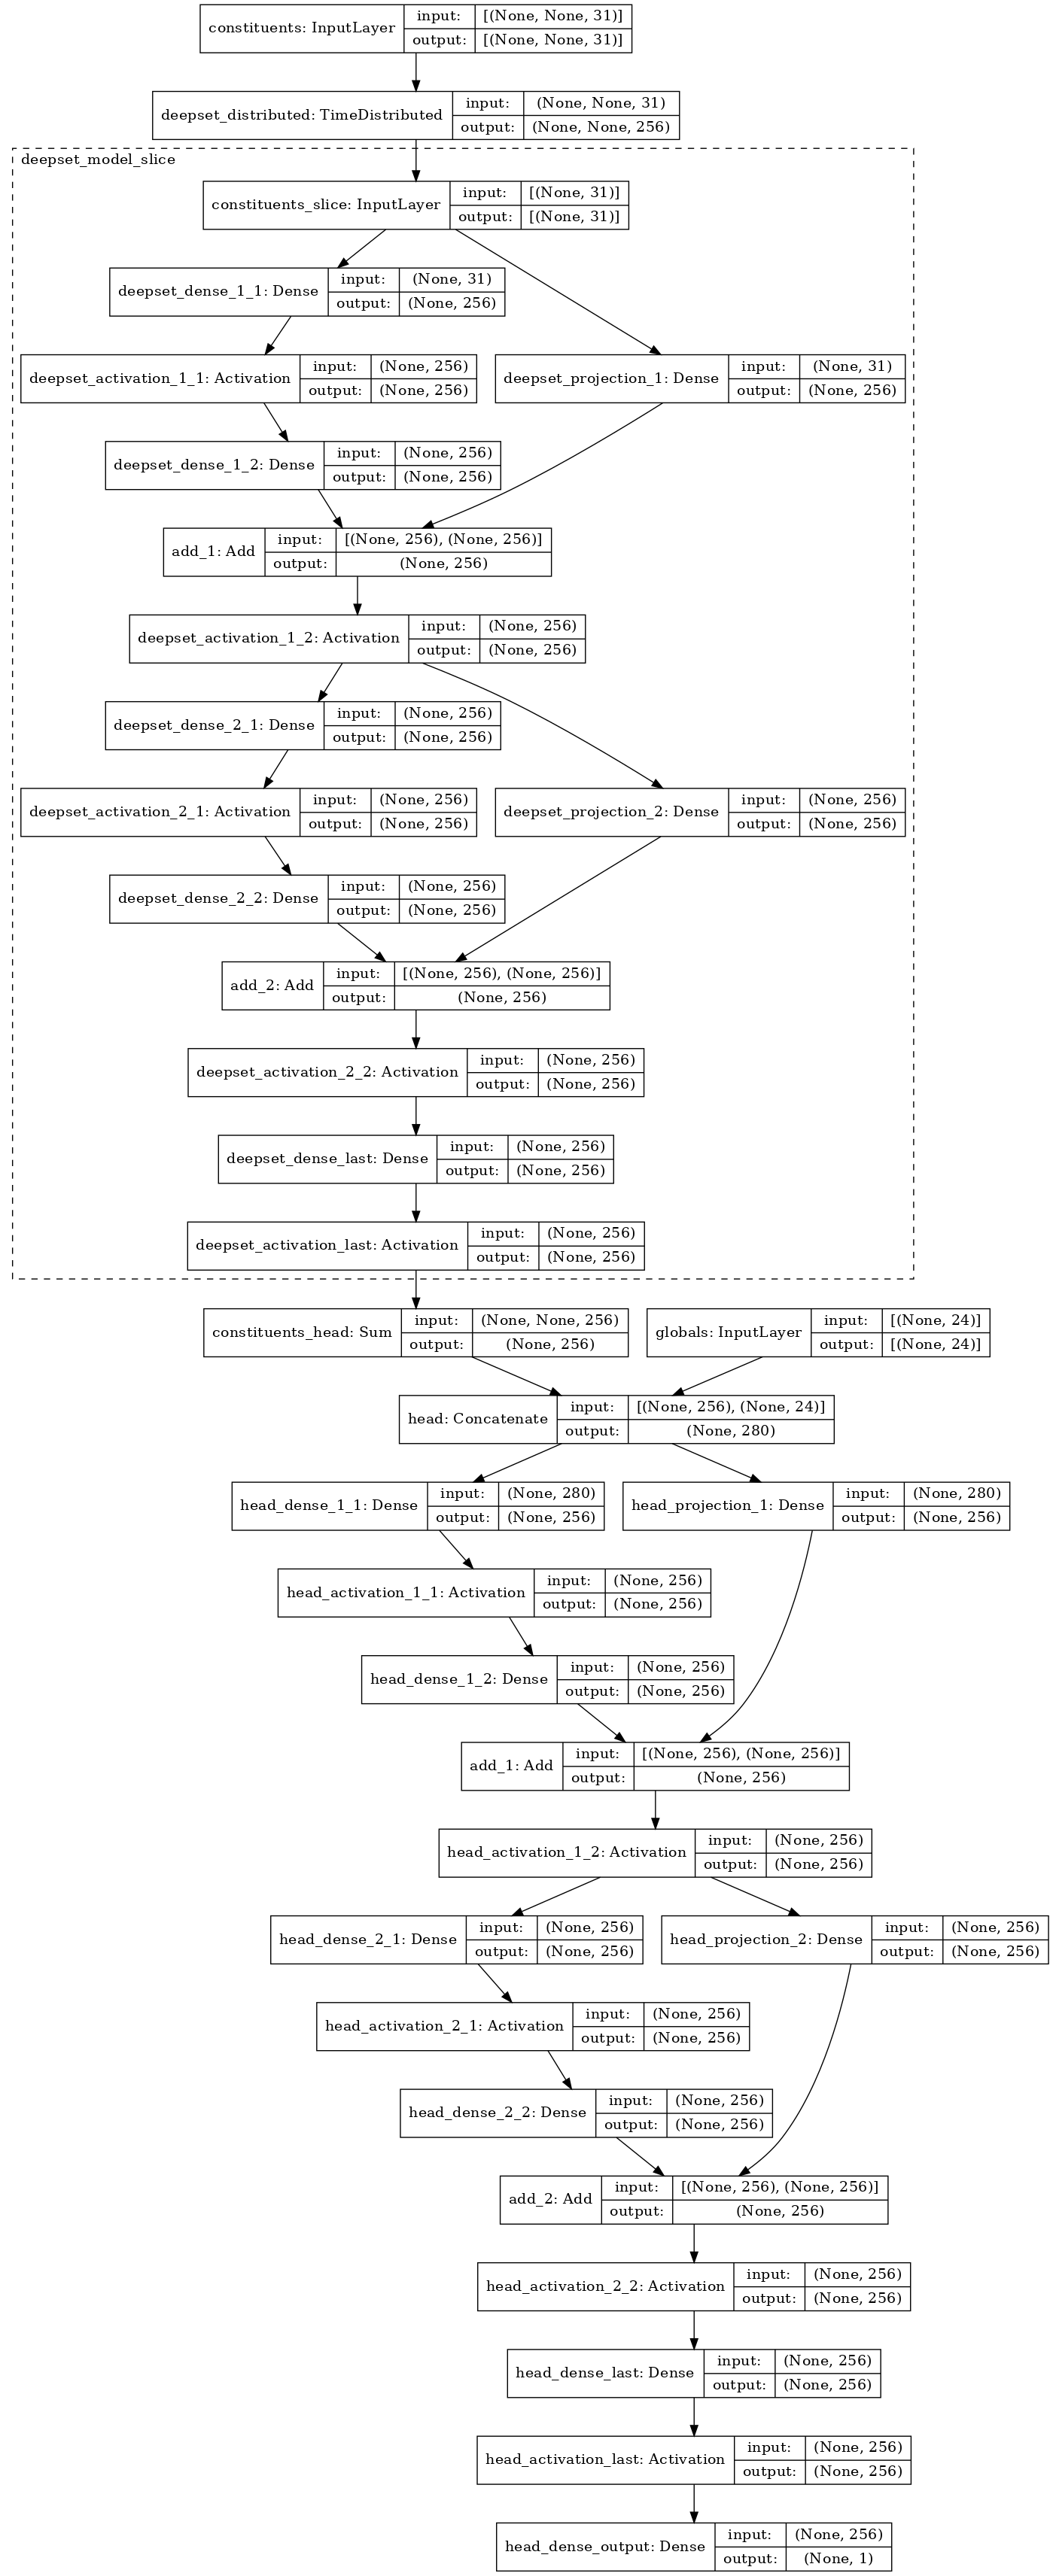 constituents: InputLayer
input: [(None, None, 31)]
output: [(None, None, 31)]
deepset_distributed: TimeDistributed
input: (None, None, 31)
output: (None, None, 256)
deepset_model_slice
constituents_slice: InputLayer
input: [(None, 31)]
output: [(None, 31)]
deepset_dense_1_1: Dense
input: (None, 31)
output: (None, 256)
deepset_activation_1_1: Activation
input: (None, 256)
output: (None, 256)
deepset_projection_1: Dense
input: (None, 31)
output: (None, 256)
deepset_dense_1_2: Dense
input: (None, 256)
output: (None, 256)
add_1: Add
input: [(None, 256), (None, 256)]
output: (None, 256)
deepset_activation_1_2: Activation
input: (None, 256)
output: (None, 256)
deepset_dense_2_1: Dense
input: (None, 256)
output: (None, 256)
deepset_activation_2_1: Activation
input: (None, 256)
output: (None, 256)
deepset_projection_2: Dense
input: (None, 256)
output: (None, 256)
deepset_dense_2_2: Dense
input: (None, 256)
output: (None, 256)
add_2: Add
input: [(None, 256), (None, 256)]
output: (None, 256)
deepset_activation_2_2: Activation
input: (None, 256)
output: (None, 256)
deepset_dense_last: Dense
input: (None, 256)
output: (None, 256)
deepset_activation_last: Activation
input: (None, 256)
output: (None, 256)
constituents_head: Sum
input: (None, None, 256)
output: (None, 256)
globals: InputLayer
input: [(None, 24)]
output: [(None, 24)]
head: Concatenate
input: [(None, 256), (None, 24)]
output: (None, 280)
head_dense_1_1: Dense
input: (None, 280)
output: (None, 256)
head_projection_1: Dense
input: (None, 280)
output: (None, 256)
head_activation_1_1: Activation
input: (None, 256)
output: (None, 256)
head_dense_1_2: Dense
input: (None, 256)
output: (None, 256)
add_1: Add
input: [(None, 256), (None, 256)]
output: (None, 256)
head_activation_1_2: Activation
input: (None, 256)
output: (None, 256)
head_dense_2_1: Dense
input: (None, 256)
output: (None, 256)
head_projection_2: Dense
input: (None, 256)
output: (None, 256)
head_activation_2_1: Activation
input: (None, 256)
output: (None, 256)
head_dense_2_2: Dense
input: (None, 256)
output: (None, 256)
add_2: Add
input: [(None, 256), (None, 256)]
output: (None, 256)
head_activation_2_2: Activation
input: (None, 256)
output: (None, 256)
head_dense_last: Dense
input: (None, 256)
output: (None, 256)
head_activation_last: Activation
input: (None, 256)
output: (None, 256)
head_dense_output: Dense
input: (None, 256)
output: (None, 1)